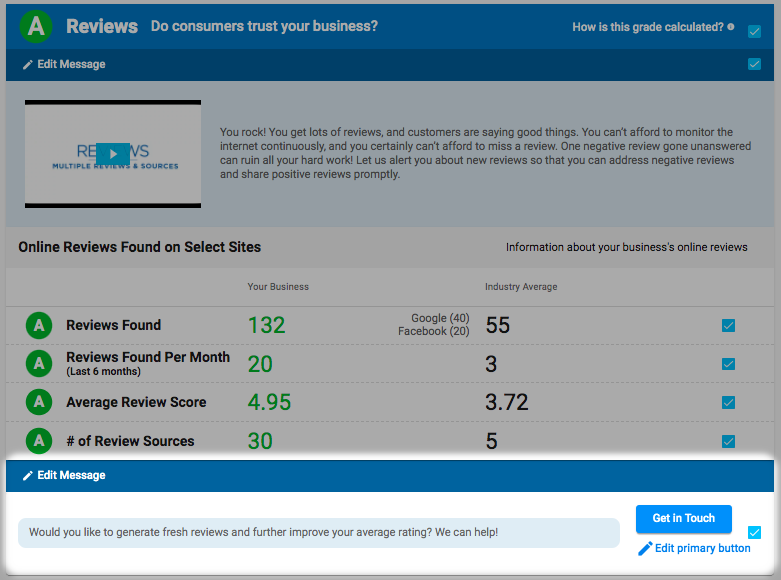 A Reviews Do consumers trust your business? How is this grade calculated?
Edit Message
RE WS
MULTIPLE REVIEWS & SOURCES
You rock! You get lots of reviews, and customers are saying good things. You can't afford to monitor the
internet continuously, and you certainly can't afford to miss a review. One negative review gone unanswered
can ruin all your hard work! Let us alert you about new reviews so that you can address negative reviews
and share positive reviews promptly.
Online Reviews Found on Select Sites Information about your business's online reviews
Your Business Industry Average
A Reviews Found 132 Google (40) 55
Facebook (20)
A Reviews Found Per Month 20 3
(Last 6 months)
A Average Review Score 4.95 3.72
A # of Review Sources 30 5
Edit Message
Would you like to generate fresh reviews and further improve your average rating? We can help! Get in Touch
Edit primary button